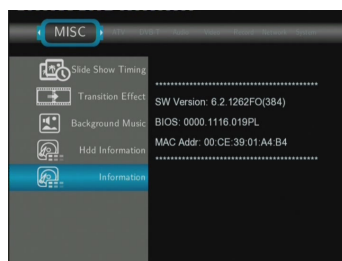 MISC
Slide Show Timing
Transition Effect
Background Music
Hdd Information
Information
****************************************
SW Version: 6.2.1262FO(384)
BIOS: 0000.1116.019PL
MAC Addr: 00:CE:39:01:A4:B4
****************************************